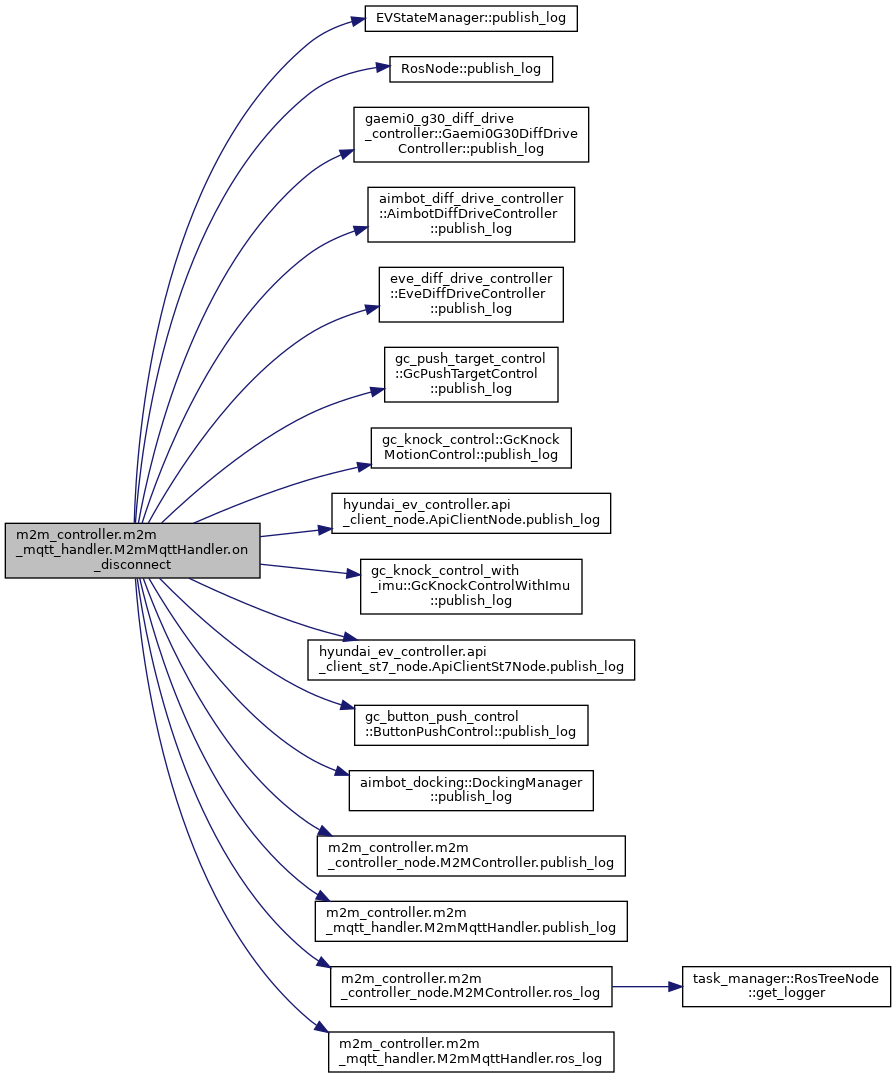 EVStateManager::publish_log
RosNode::publish_log
gaemi0_g30_diff_drive
_controller::Gaemi0G30DiffDrive
Controller::publish_log
aimbot_diff_drive_controller
::AimbotDiffDriveController
::publish_log
eve_diff_drive_controller
::EveDiffDriveController
::publish_log
gc_push_target_control
::GcPushTargetControl
::publish_log
gc_knock_control::GcKnock
MotionControl::publish_log
hyundai_ev_controller.api
_client_node.ApiClientNode.publish_log
m2m_controller.m2m
_mqtt_handler.M2mMqttHandler.on
_disconnect
gc_knock_control_with
_imu::GcKnockControlWithImu
::publish_log
hyundai_ev_controller.api
_client_st7_node.ApiClientSt7Node.publish_log
gc_button_push_control
::ButtonPushControl::publish_log
aimbot_docking::DockingManager
::publish_log
m2m_controller.m2m
_controller_node.M2MController.publish_log
m2m_controller.m2m
_mqtt_handler.M2mMqttHandler.publish_log
m2m_controller.m2m
_controller_node.M2MController.ros_log
task_manager::RosTreeNode
::get_logger
m2m_controller.m2m
_mqtt_handler.M2mMqttHandler.ros_log